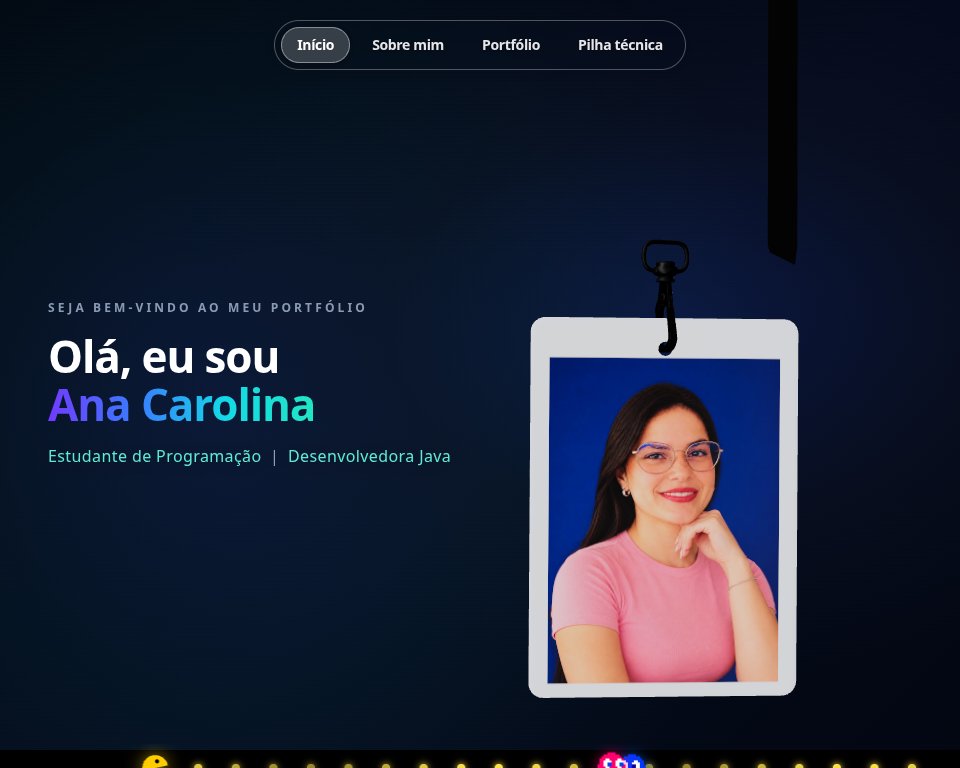 Início
Sobre mim
Portfólio
Pilha técnica
SEJA BEM-VINDO AO MEU PORTFÓLIO
Olá, eu sou
Ana Carolina
Estudante de Programação | Desenvolvedora Java